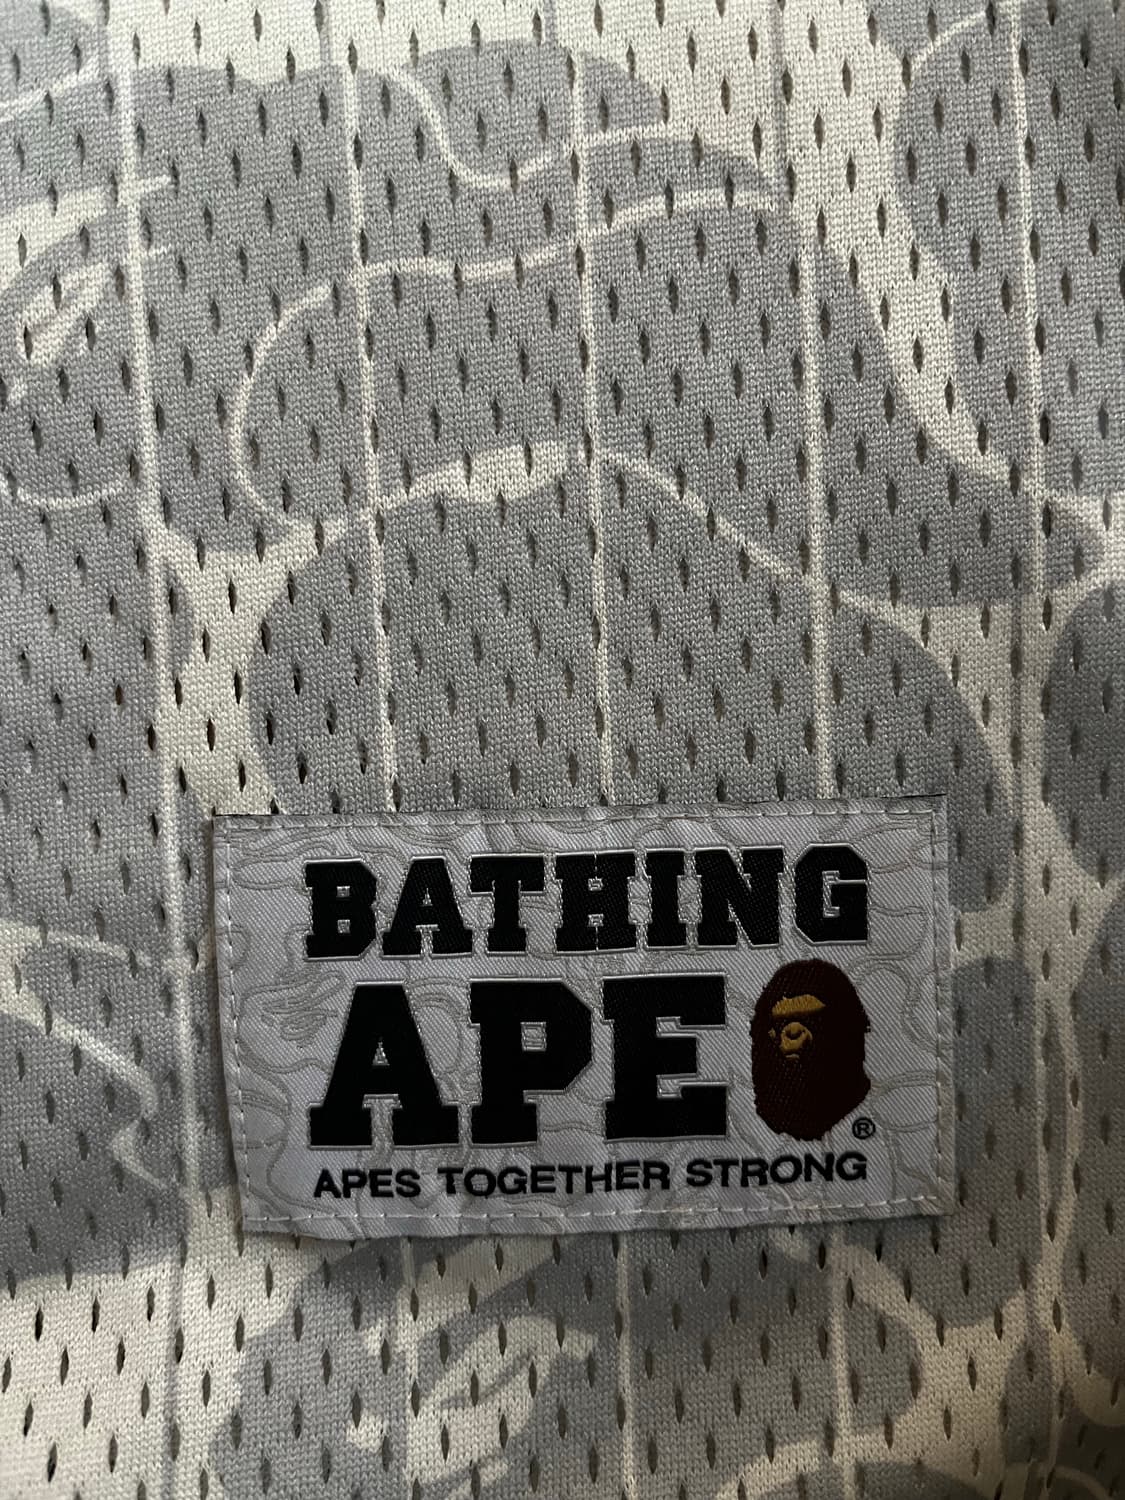 BATHING
APE
®
APES TOGETHER STRONG